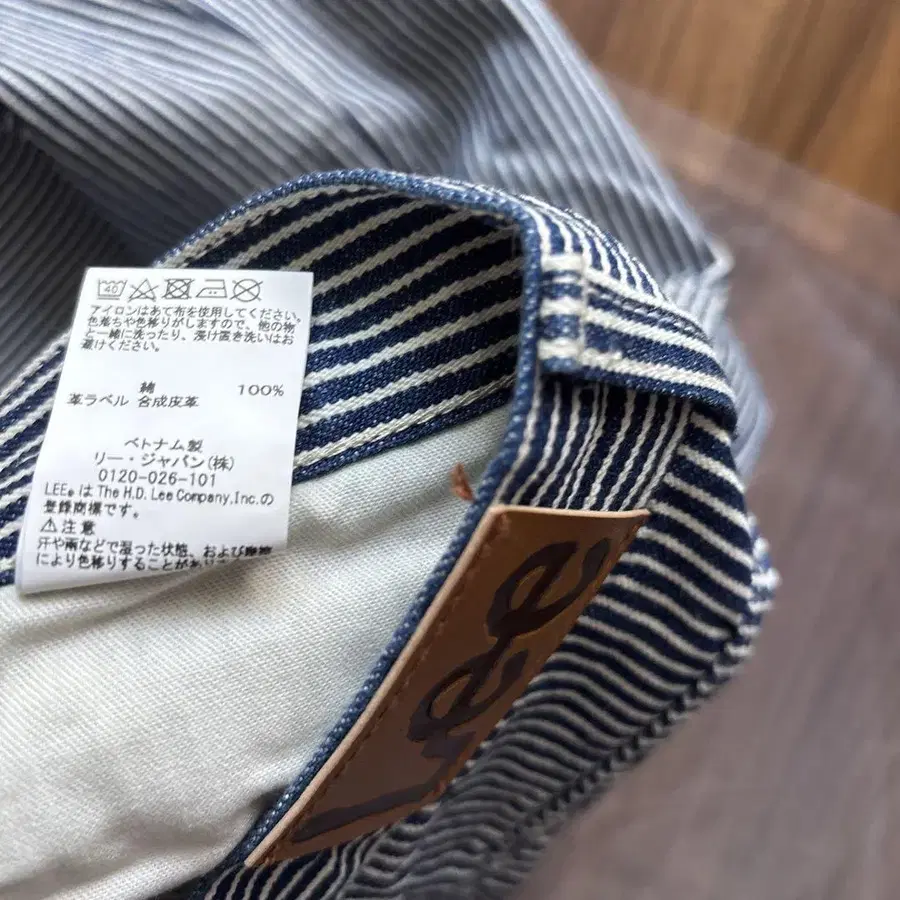 40
アイロンはあて布を使用してください。
色落ちや色移りがしますので、他の物
と一緒に洗ったり、浸け置き洗いはお
避けください。
綿 100%
革ラベル 合成皮革
ベトナム製
リー・ジャパン(株)
0120-026-101
LEE® は The H.D. Lee Company, Inc. の
登録商標です。
⚠注意
汗や雨などで湿った状態、および摩擦
により色移りすることがあり
Lee